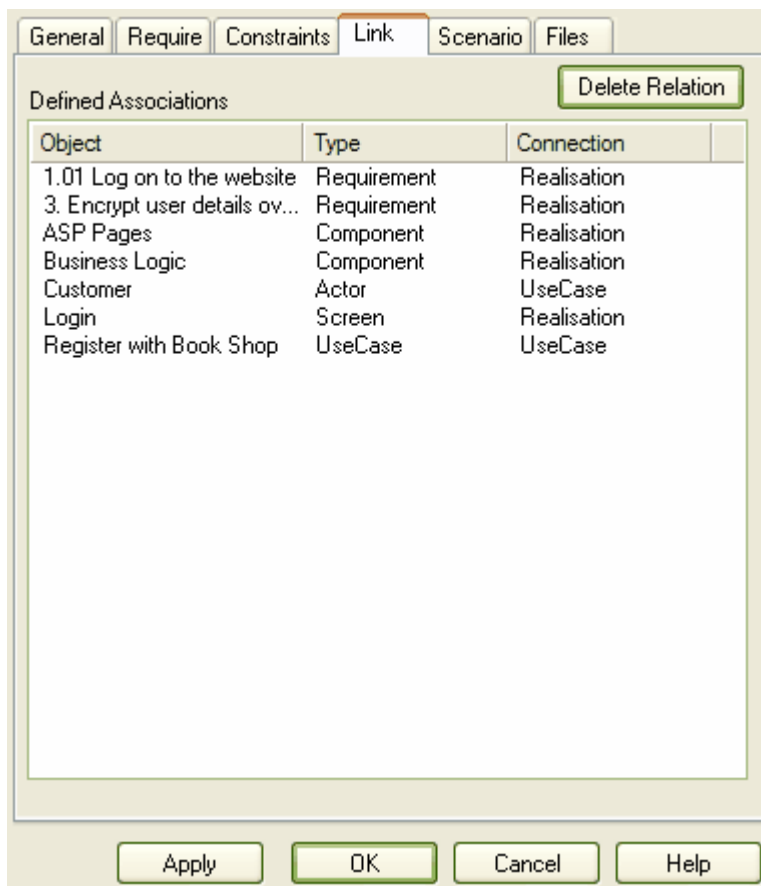 General Require Constraints Link Scenario Files
Delete Relation
Defined Associations
Object Type Connection
1.01 Log on to the website Requirement Realisation
3. Encrypt user details ov... Requirement Realisation
ASP Pages Component Realisation
Business Logic Component Realisation
Customer Actor UseCase
Login Screen Realisation
Register with Book Shop UseCase UseCase
Apply OK Cancel Help